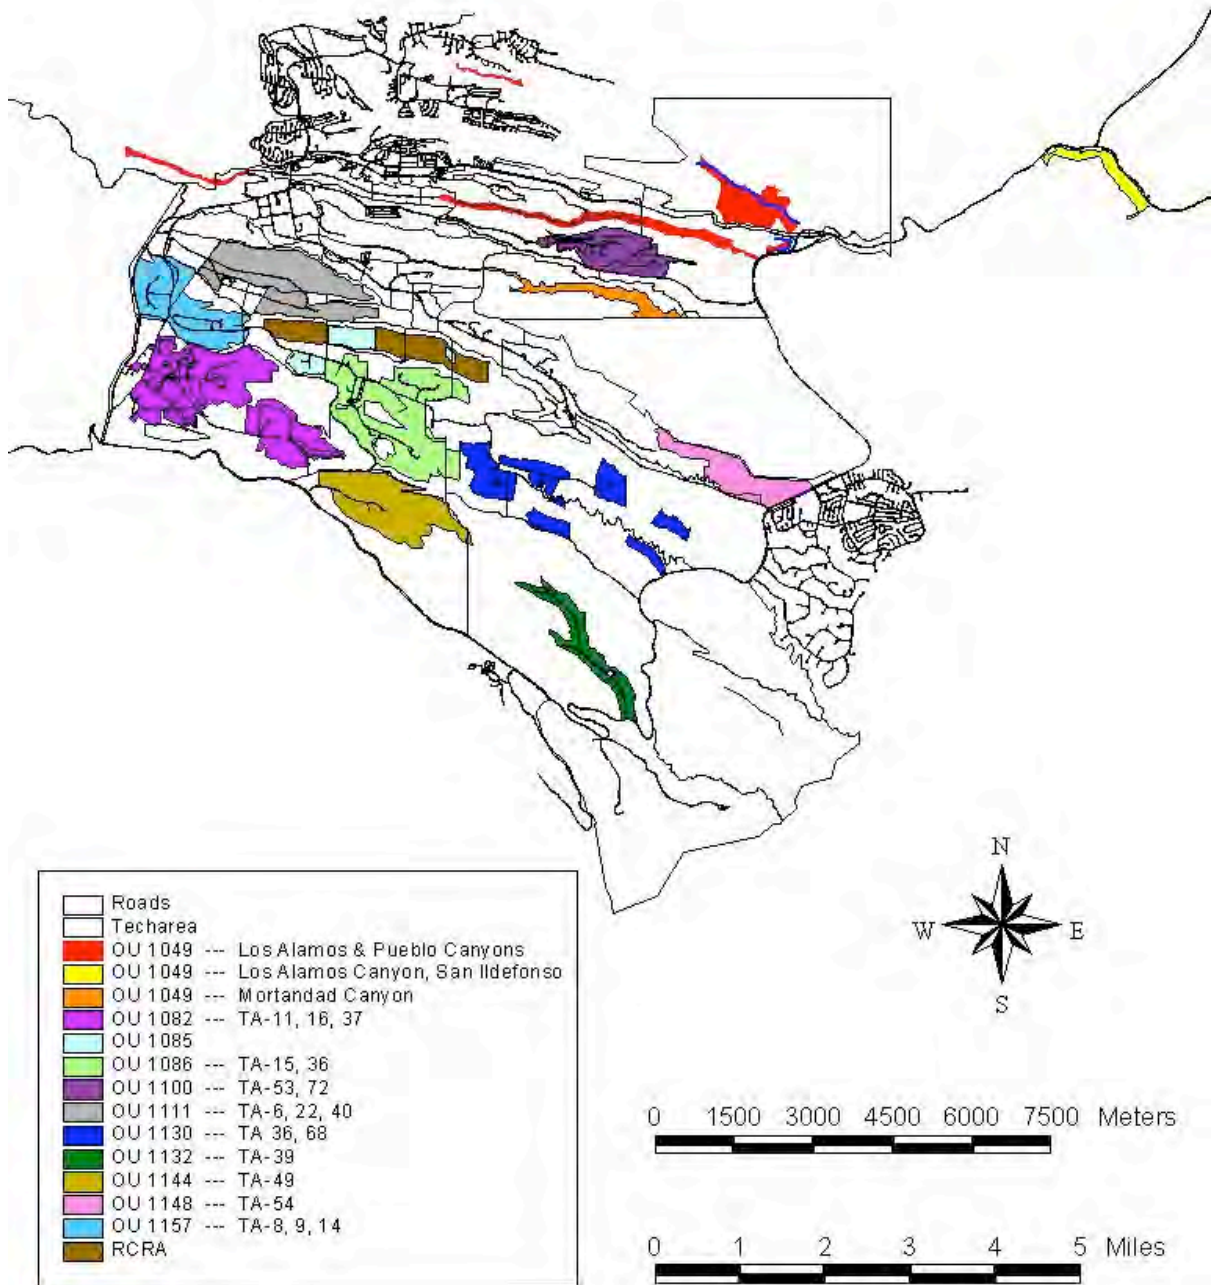 N
W E
S
Roads
Techarea
OU 1049 --- Los Alamos & Pueblo Canyons
OU 1049 --- Los Alamos Canyon, San Ildefonso
OU 1049 --- Mortandad Canyon
OU 1082 --- TA-11, 16, 37
OU 1085
OU 1086 --- TA-15, 36
OU 1100 --- TA-53, 72
OU 1111 --- TA-6, 22, 40
OU 1130 --- TA 36, 68
OU 1132 --- TA-39
OU 1144 --- TA-49
OU 1148 --- TA-54
OU 1157 --- TA-8, 9, 14
RCRA
0 1500 3000 4500 6000 7500 Meters
0 1 2 3 4 5 Miles